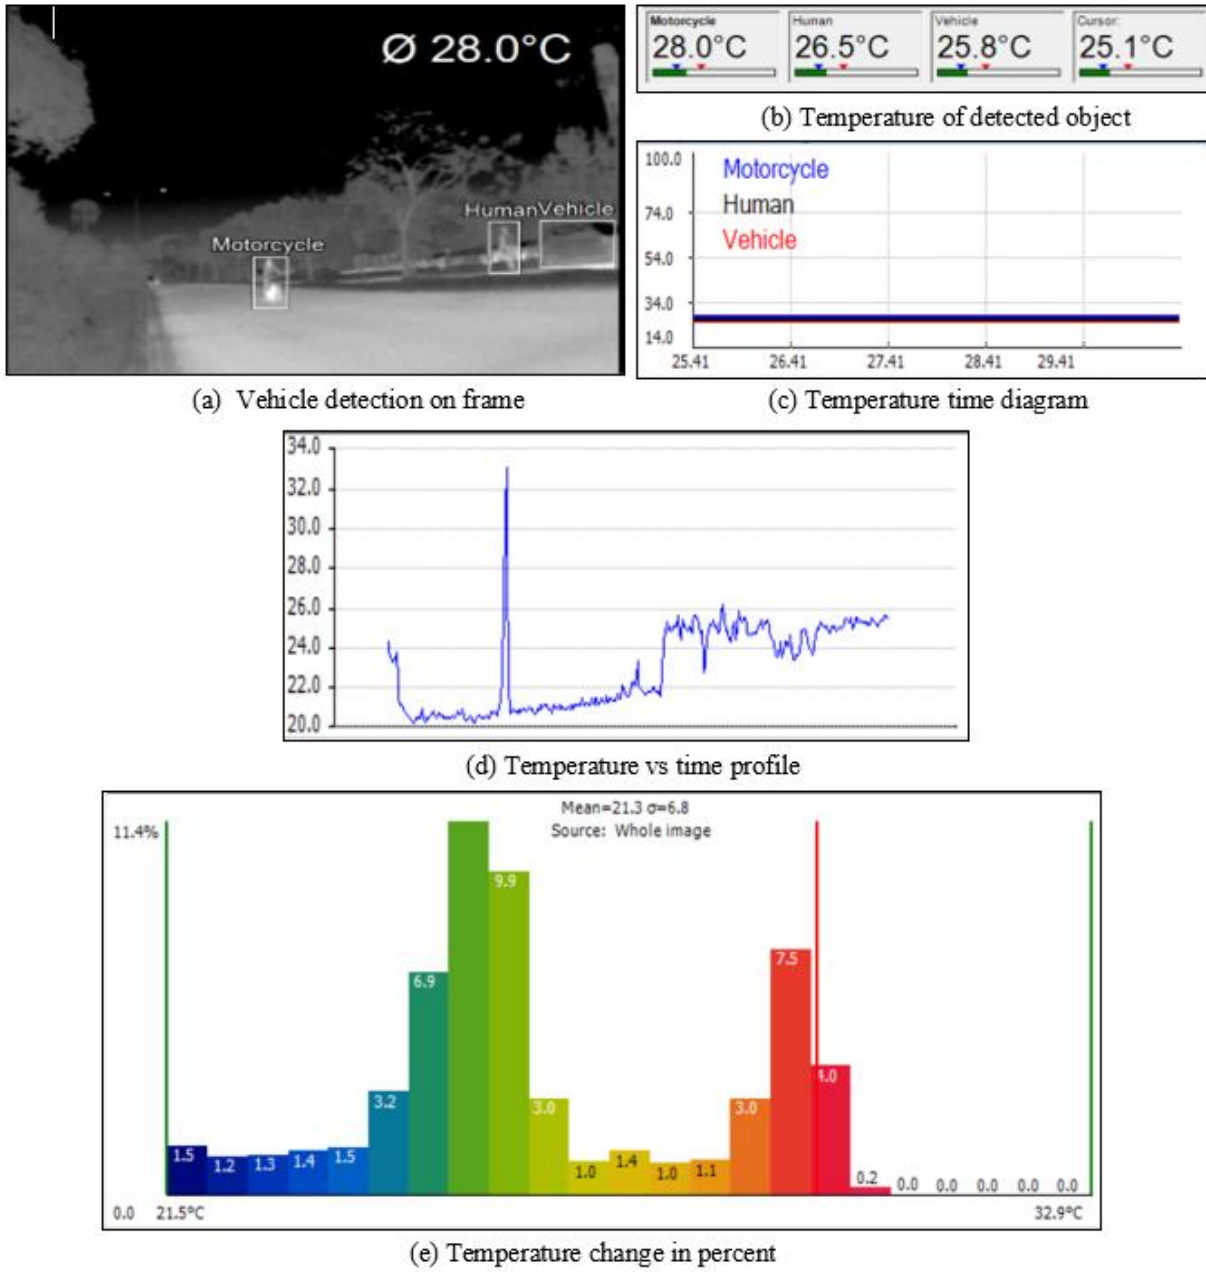 Ø 28.0°C
HumanVehicle
Motorcycle
(a) Vehicle detection on frame
Motorcycle Human Vehicle Cursor:
28.0°C 26.5°C 25.8°C 25.1°C
(b) Temperature of detected object
100.0
74.0
54.0
34.0
14.0
Motorcycle
Human
Vehicle
25.41 26.41 27.41 28.41 29.41
(c) Temperature time diagram
34.0
32.0
30.0
28.0
26.0
24.0
22.0
20.0
(d) Temperature vs time profile
Mean=21.3 σ=6.8
Source: Whole image
11.4%
1.5 1.2 1.3 1.4 1.5 3.2 6.9 9.9 3.0 1.0 1.4 1.0 1.1 3.0 7.5 4.0 0.2 0.0 0.0 0.0 0.0 0.0
0.0 21.5°C 32.9°C
(e) Temperature change in percent